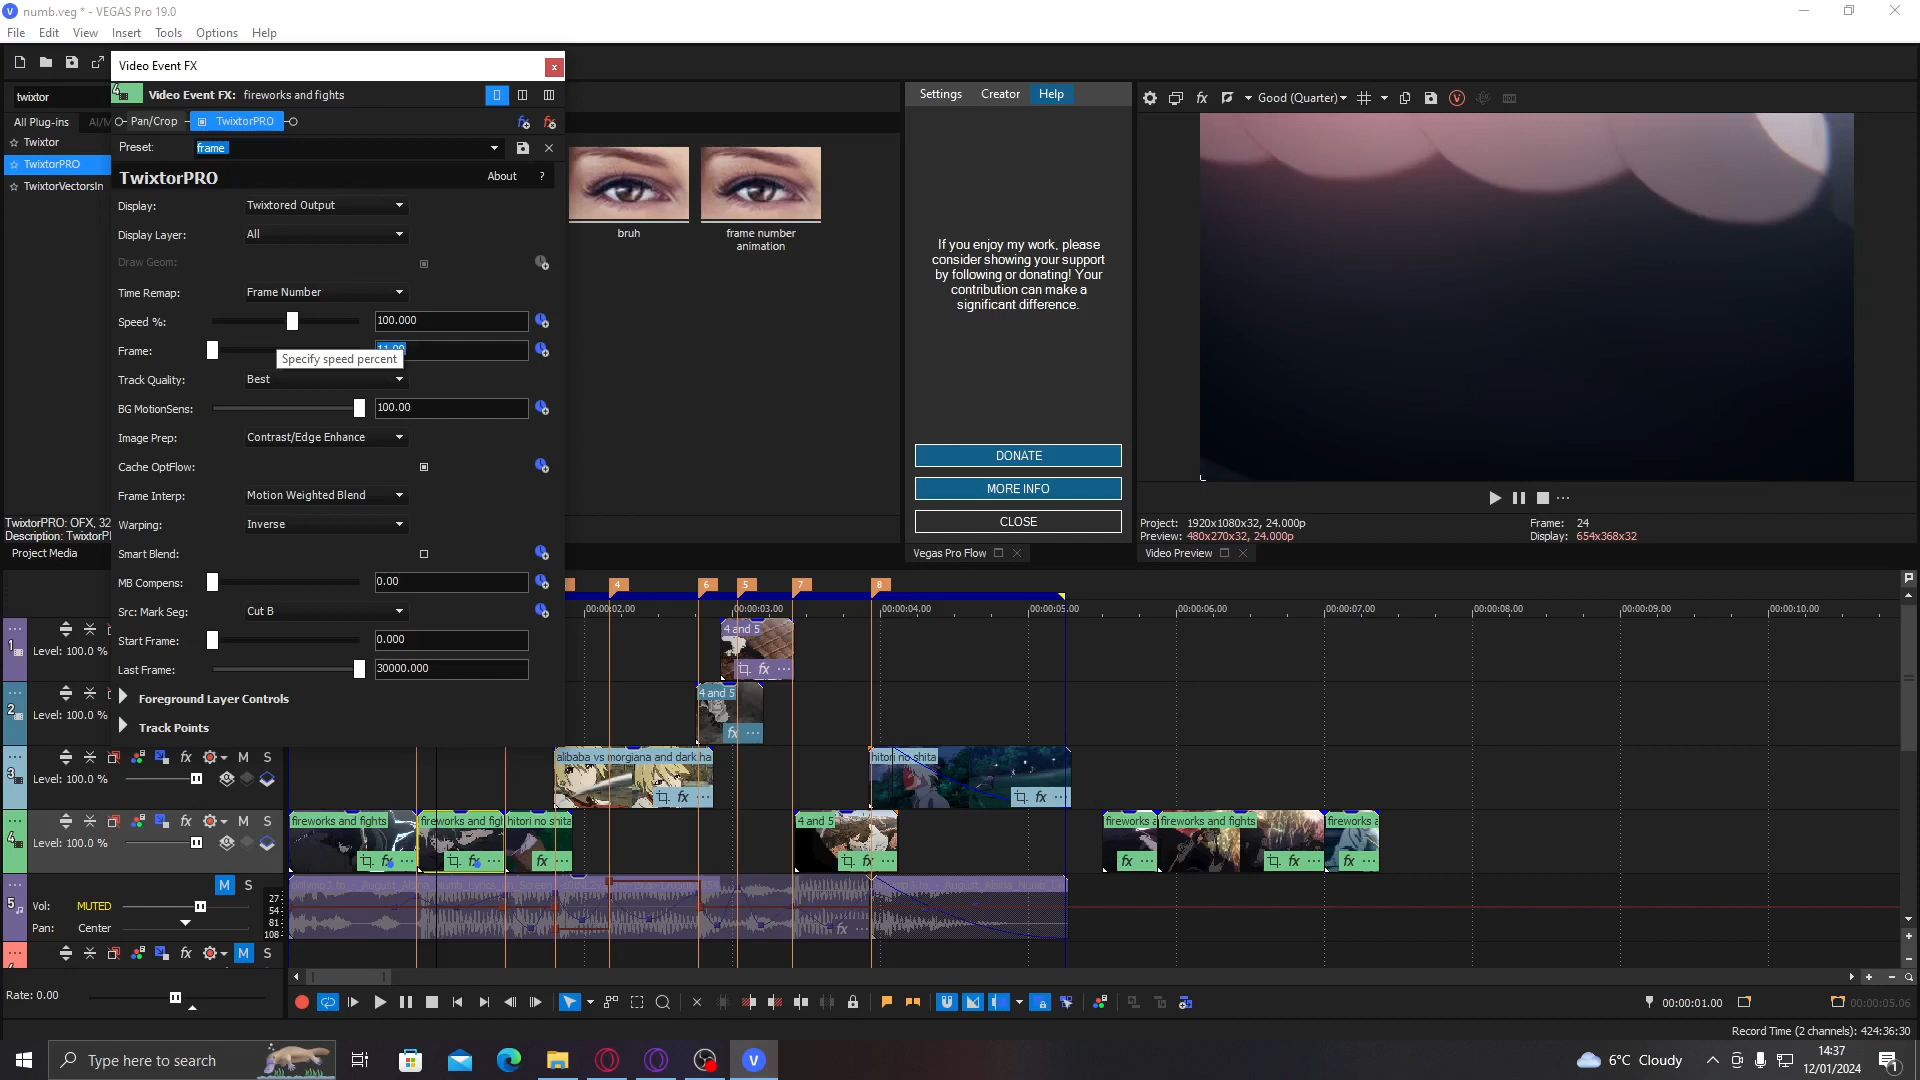 numb.veg * - VEGAS Pro 19.0
File Edit View Insert Tools Options Help
Video Event FX
twixtor
Video Event FX: fireworks and fights
All Plug-ins
Pan/Crop TwixtorPRO
Twixtor
TwixtorPRO
TwixtorVectorsIn
Preset: frame
TwixtorPRO
About ?
Display: Twixtored Output
Display Layer: All
Draw Geom:
Time Remap: Frame Number
Speed %: 100.000
Frame: 11.00
Specify speed percent
Track Quality: Best
BG MotionSens: 100.00
Image Prep: Contrast/Edge Enhance
Cache OptFlow:
Frame Interp: Motion Weighted Blend
Warping: Inverse
Smart Blend:
MB Compens: 0.00
Src: Mark Seg: Cut B
Start Frame: 0.000
Last Frame: 30000.000
Foreground Layer Controls
Track Points
TwixtorPRO: OFX, 32
Description: TwixtorPl
Project Media
bruh
frame number
animation
Settings Creator Help
If you enjoy my work, please
consider showing your support
by following or donating! Your
contribution can make a
significant difference.
DONATE
MORE INFO
CLOSE
Vegas Pro Flow
Good (Quarter)
Project: 1920x1080x32, 24.000p
Preview: 480x270x32, 24.000p
Frame: 24
Display: 654x368x32
Video Preview
4 6 5 7 8
00:00:02.00 00:00:03.00 00:00:04.00 00:00:05.00 00:00:06.00 00:00:07.00 00:00:08.00 00:00:09.00 00:00:10.00
1
Level: 100.0 %
4 and 5
2
Level: 100.0 %
4 and 5
3
M S
Level: 100.0 %
alibaba vs morgiana and dark ha
hitori no shita
4
M S
Level: 100.0 %
fireworks and fights
fireworks and figl
hitori no shita
4 and 5
fireworks a
fireworks and fights
fireworks a
5
M S
Vol: MUTED
Pan: Center
27
54
81
108
M S
Rate: 0.00
00:00:01.00
00:00:05.06
Record Time (2 channels): 424:36:30
Type here to search
6°C Cloudy
14:37
12/01/2024
1